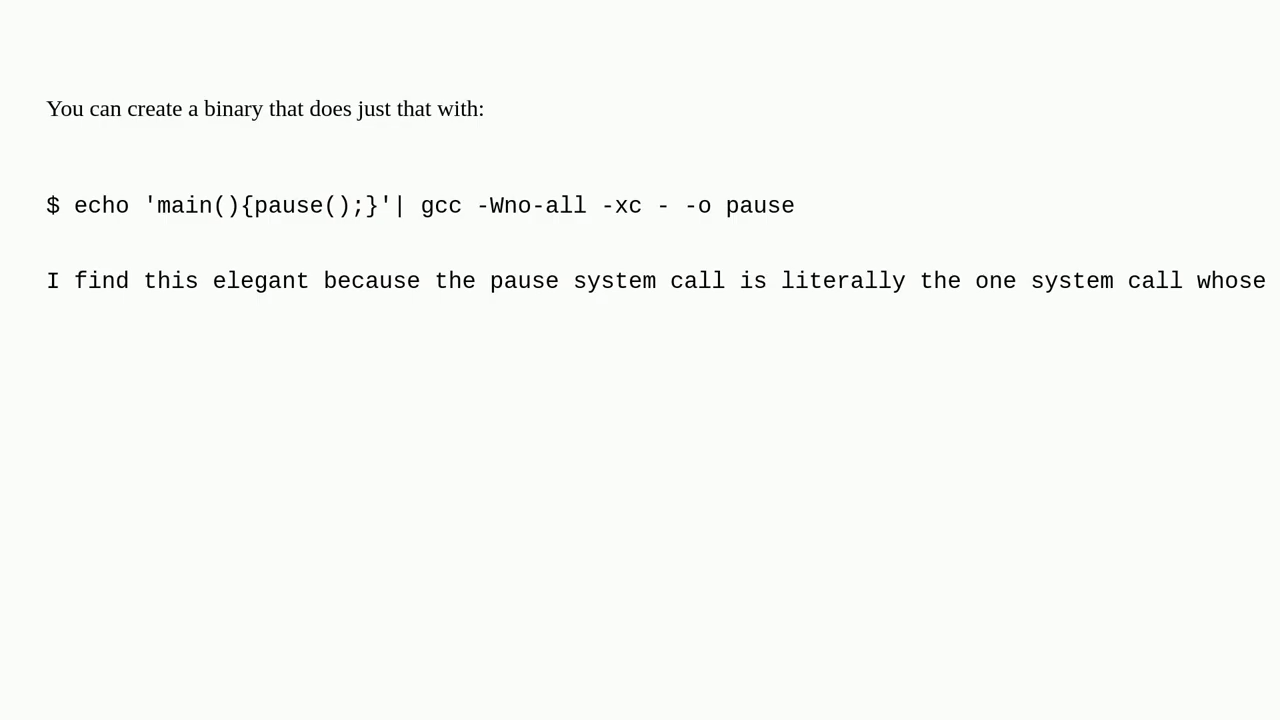 You can create a binary that does just that with:
$ echo 'main(){pause();}'| gcc -Wno-all -xc - -o pause
I find this elegant because the pause system call is literally the one system call whose